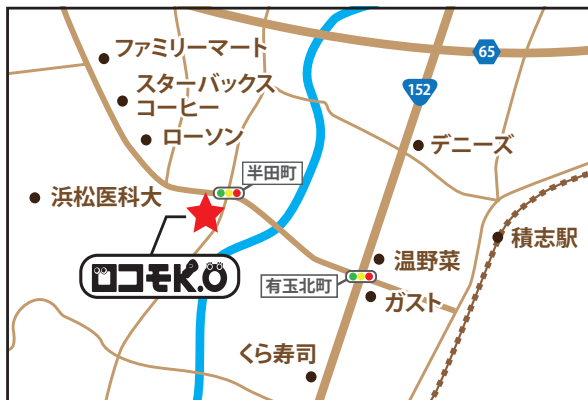 65
ファミリーマート
スターバックス
コーヒー
152
ローソン
デニーズ
半田町
浜松医科大
積志駅
温野菜
ロコモK.O
有玉北町
ガスト
くら寿司